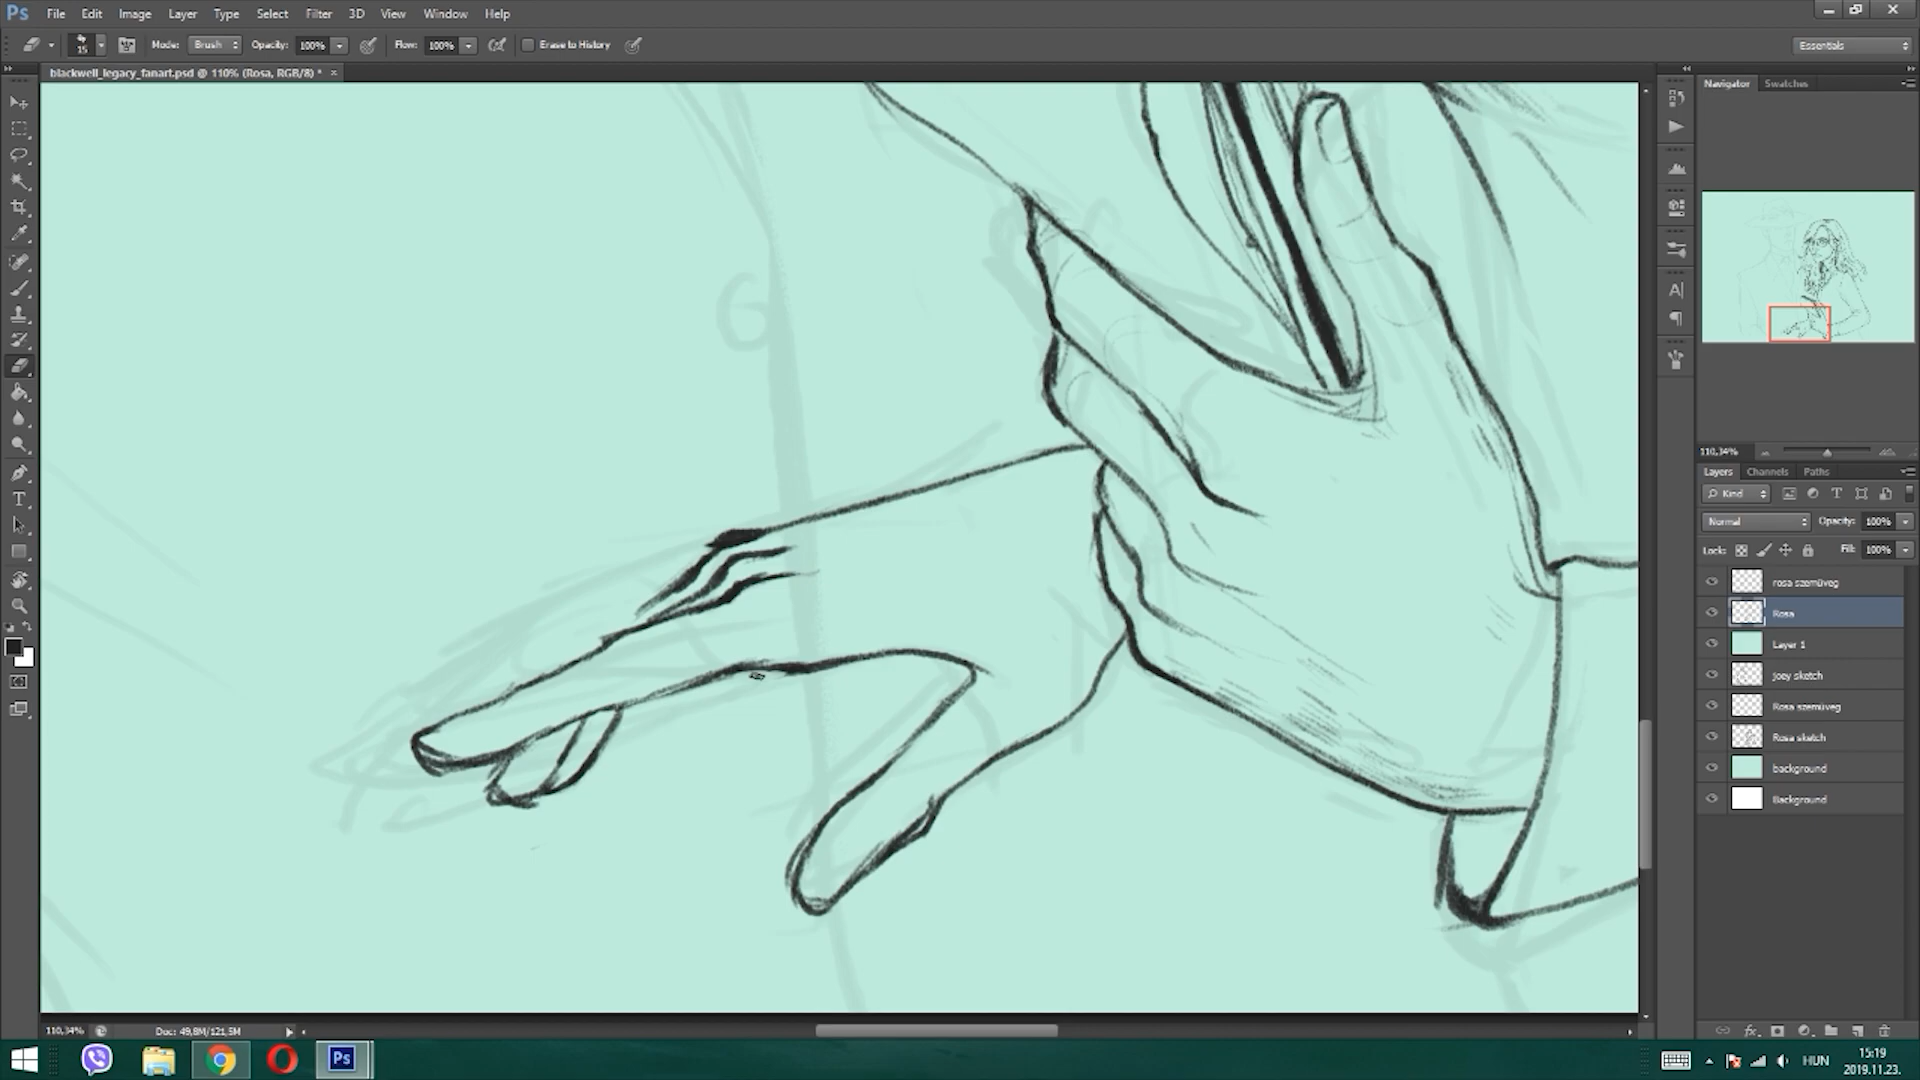 Ps File Edit Image Layer Type Select Filter 3D View Window Help
15 Mode: Brush Opacity: 100% Flow: 100% Erase to History Essentials
blackwell_legacy_fanart.psd @ 110% (Rosa, RGB/8) * ×
Navigator Swatches
G
110,34%
Layers Channels Paths
Kind
Normal Opacity: 100%
Lock: Fill: 100%
rosa szemüveg
Rosa
Layer 1
joey sketch
Rosa szemüveg
Rosa sketch
background
Background
110,34% Doc: 49,8M/121,5M
Ps HUN 15:19
2019.11.23.